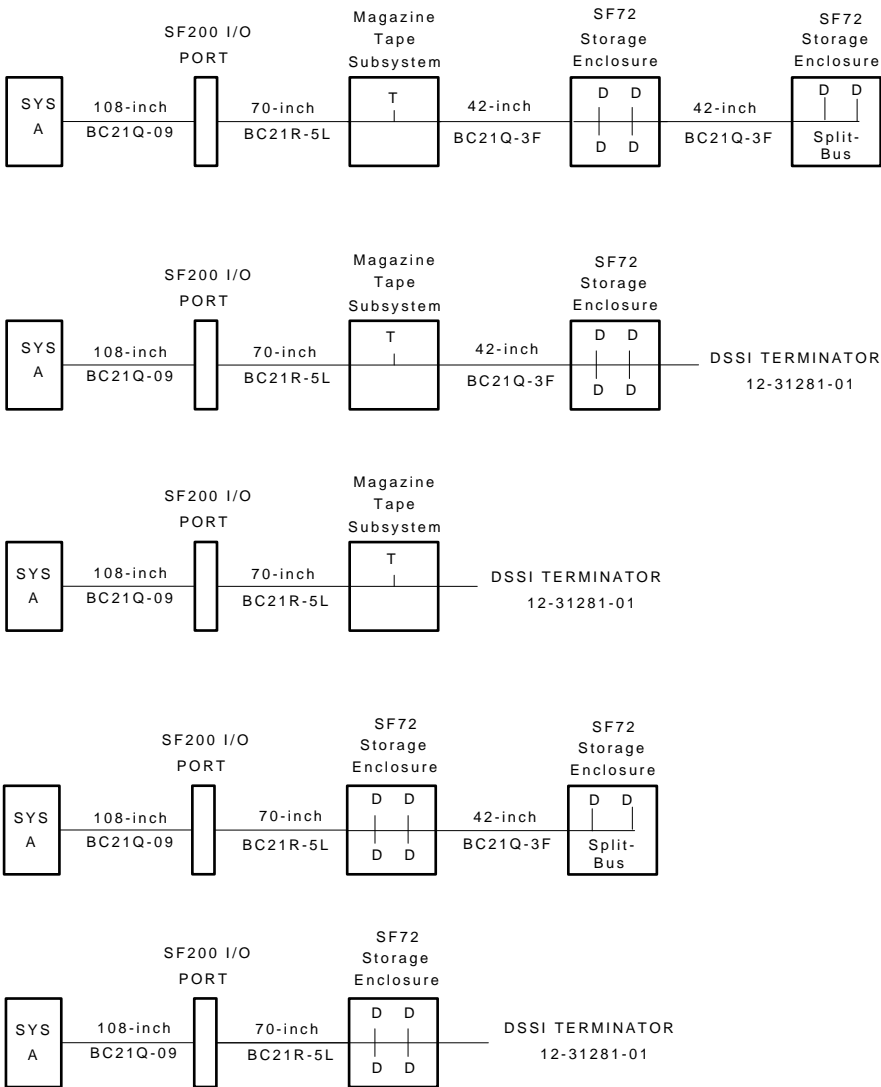 Magazine
Tape
Subsystem
SF200 I/O
PORT
SF72
Storage
Enclosure
SF72
Storage
Enclosure
SYS
A
108-inch
BC21Q-09
70-inch
BC21R-5L
T
42-inch
BC21Q-3F
D D
D D
42-inch
BC21Q-3F
D D
Split-
Bus
SF200 I/O
PORT
Magazine
Tape
Subsystem
SF72
Storage
Enclosure
SYS
A
108-inch
BC21Q-09
70-inch
BC21R-5L
T
42-inch
BC21Q-3F
D D
D D
DSSI TERMINATOR
12-31281-01
SF200 I/O
PORT
Magazine
Tape
Subsystem
SYS
A
108-inch
BC21Q-09
70-inch
BC21R-5L
T
DSSI TERMINATOR
12-31281-01
SF200 I/O
PORT
SF72
Storage
Enclosure
SF72
Storage
Enclosure
SYS
A
108-inch
BC21Q-09
70-inch
BC21R-5L
D D
D D
42-inch
BC21Q-3F
D D
Split-
Bus
SF200 I/O
PORT
SF72
Storage
Enclosure
SYS
A
108-inch
BC21Q-09
70-inch
BC21R-5L
D D
D D
DSSI TERMINATOR
12-31281-01